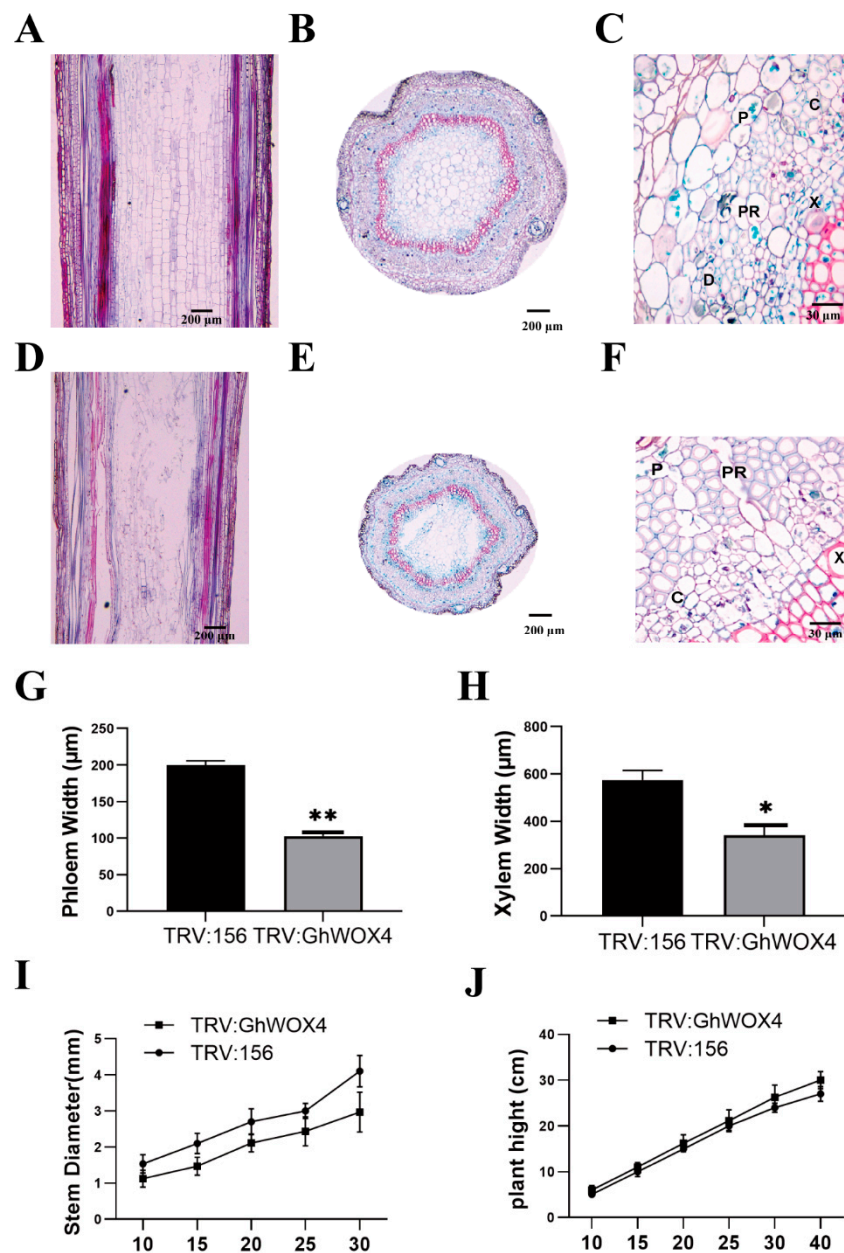 A
B
C
200 µm
200 µm
P
C
PR
X
D
30 µm
D
E
F
200 µm
200 µm
P
PR
X
C
30 µm
G
H
Phloem Width (µm)
250
200
150
100
50
0
**
TRV:156 TRV:GhWOX4
Xylem Width (µm)
800
600
400
200
0
*
TRV:156 TRV:GhWOX4
I
J
Stem Diameter(mm)
TRV:GhWOX4
TRV:156
5
4
3
2
1
0
10 15 20 25 30
plant hight (cm)
TRV:GhWOX4
TRV:156
40
30
20
10
0
10 15 20 25 30 40